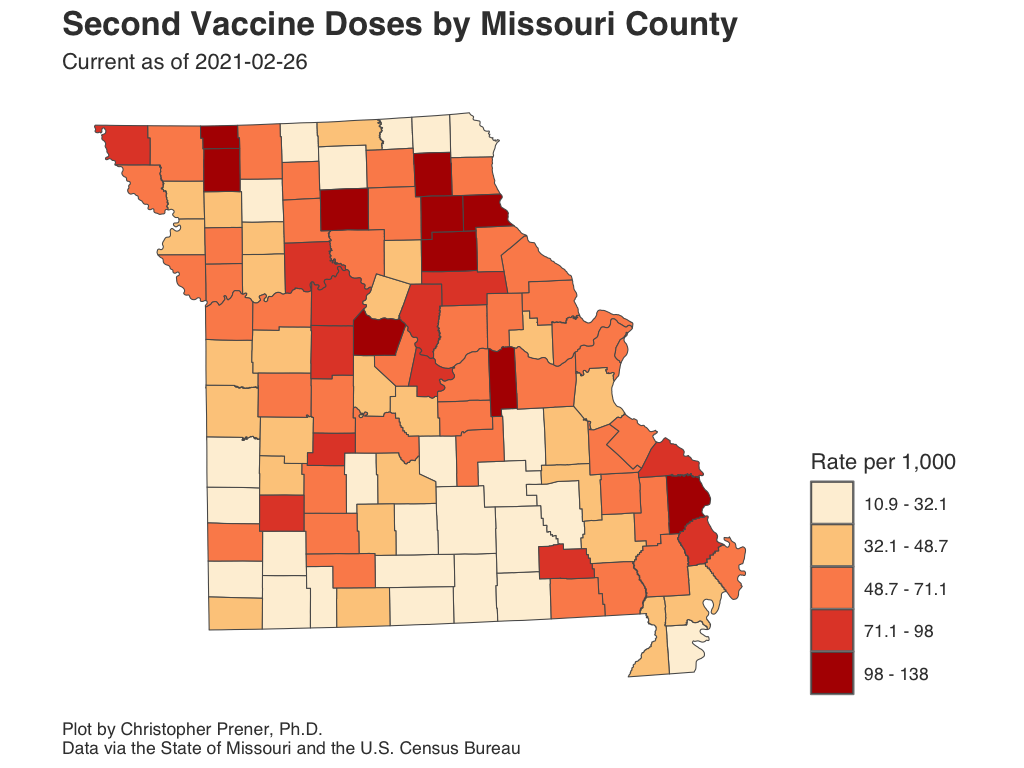 Second Vaccine Doses by Missouri County
Current as of 2021-02-26
Rate per 1,000
10.9 - 32.1
32.1 - 48.7
48.7 - 71.1
71.1 - 98
98 - 138
Plot by Christopher Prener, Ph.D.
Data via the State of Missouri and the U.S. Census Bureau